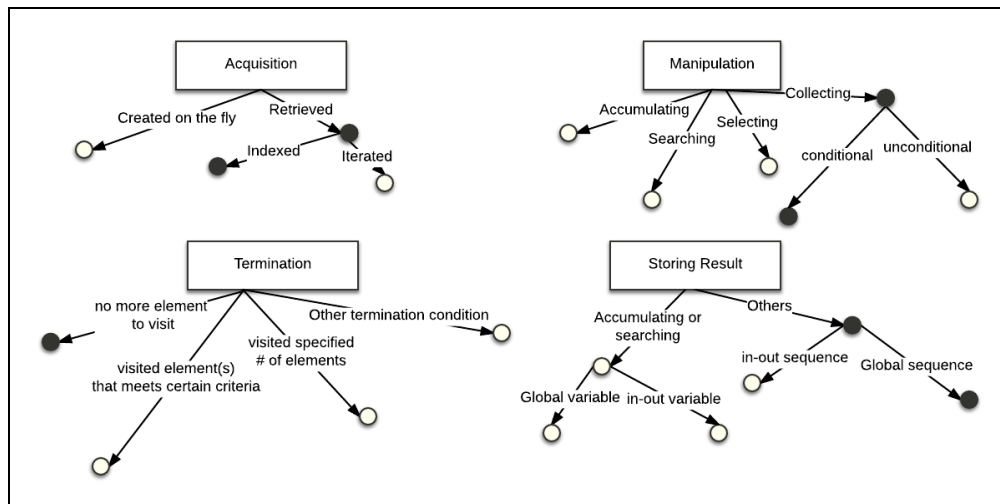 Acquisition
Created on the fly
Retrieved
Indexed
Iterated
Manipulation
Accumulating
Searching
Selecting
Collecting
conditional
unconditional
Termination
no more element
to visit
visited element(s)
that meets certain criteria
visited specified
# of elements
Other termination condition
Storing Result
Accumulating or
searching
Global variable
in-out variable
Others
in-out sequence
Global sequence